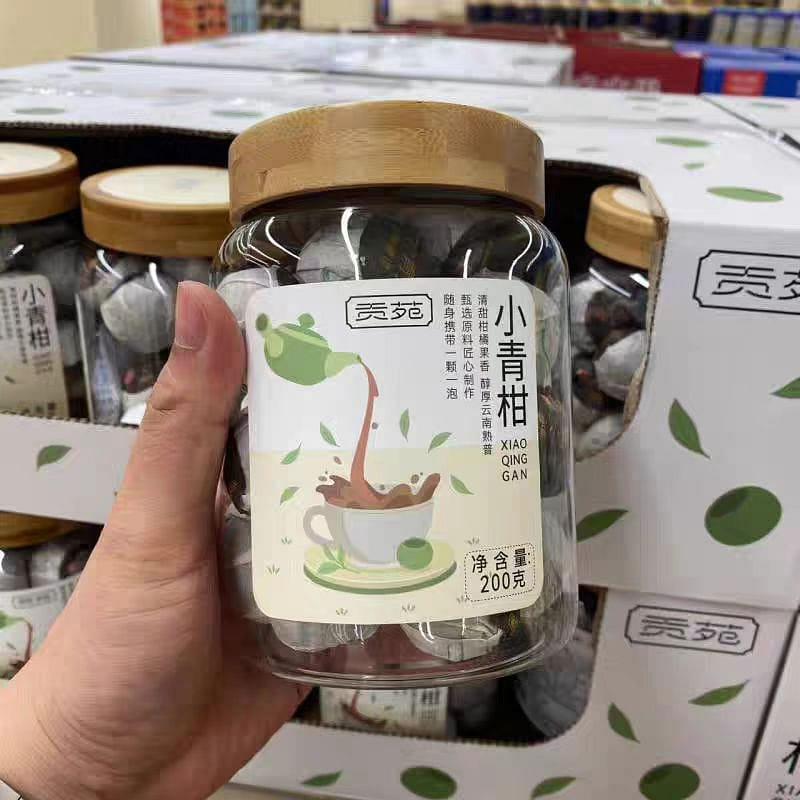 贡苑
小青柑
XIAO
QING
GAN
清甜柑橘果香 醇厚云南熟普
甄选原料匠心制作
随身携带一颗一泡
净含量:
200克
小青柑
贡苑
贡苑